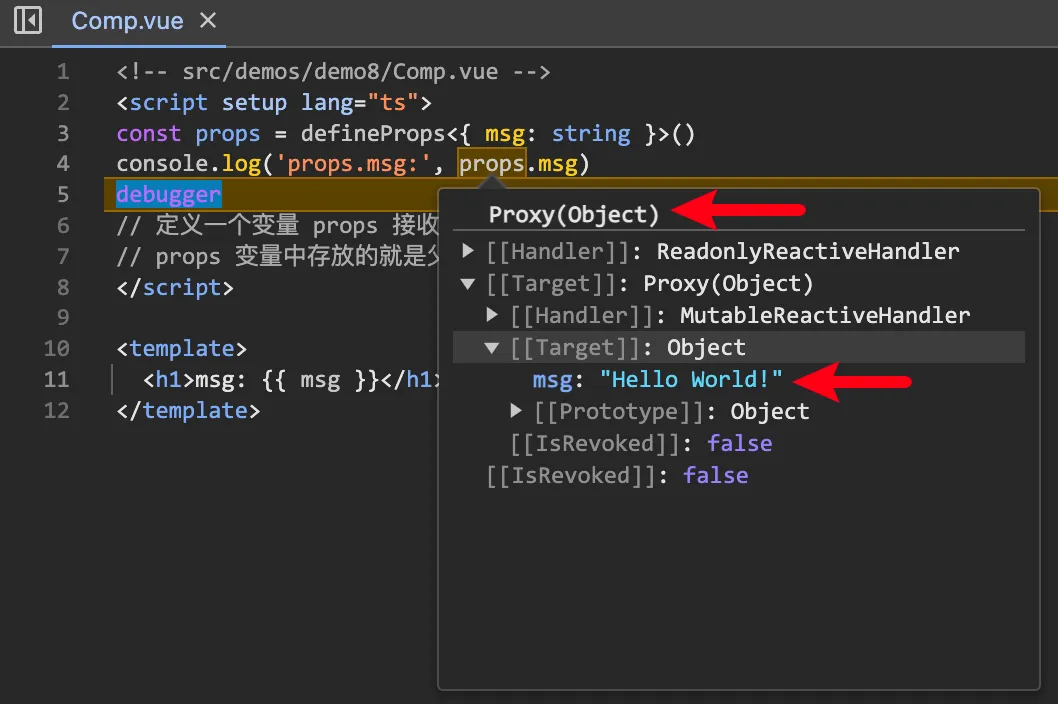 Comp.vue ×
1 <!-- src/demos/demo8/Comp.vue -->
2 <script setup lang="ts">
3 const props = defineProps<{ msg: string }>()
4 console.log('props.msg:', props.msg)
5 debugger
6 // 定义一个变量 props 接收
7 // props 变量中存放的就是
8 </script>
9
10 <template>
11 <h1>msg: {{ msg }}</h1>
12 </template>
Proxy(Object)
▶ [[Handler]]: ReadonlyReactiveHandler
▼ [[Target]]: Proxy(Object)
▶ [[Handler]]: MutableReactiveHandler
▼ [[Target]]: Object
msg: "Hello World!"
▶ [[Prototype]]: Object
[[IsRevoked]]: false
[[IsRevoked]]: false